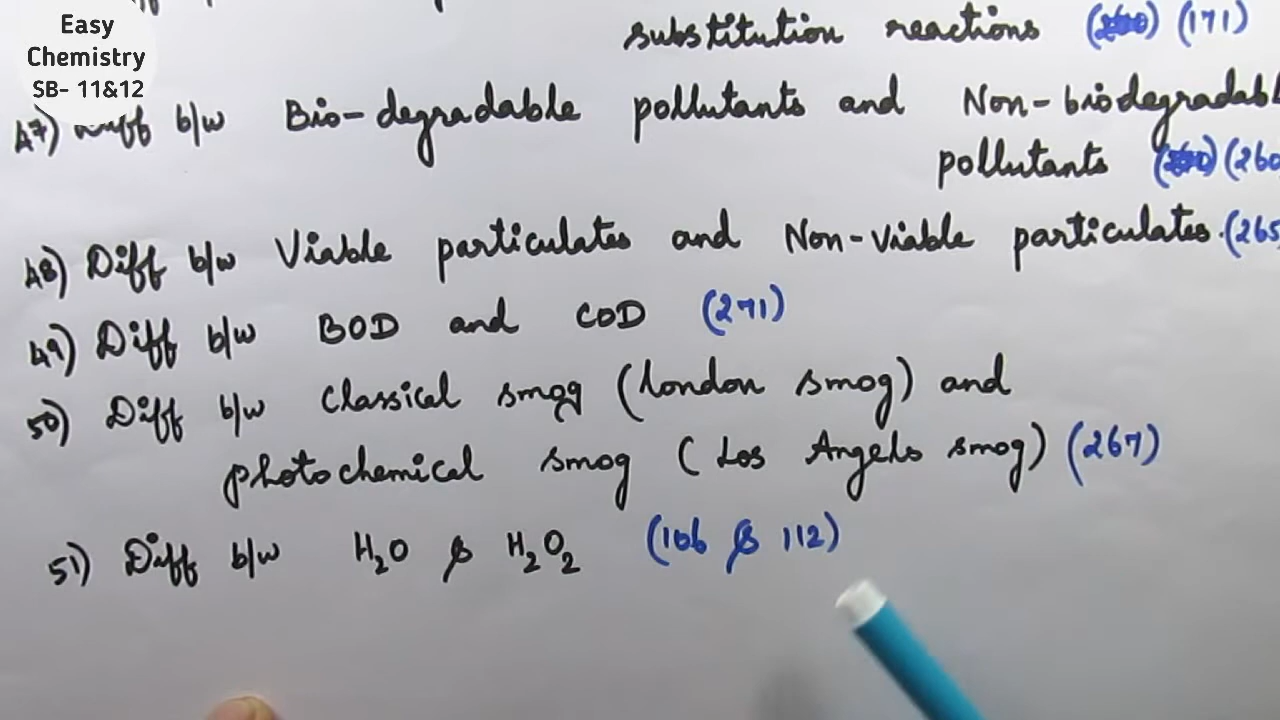 Easy
Chemistry
SB- 11&12
substitution reactions (171)
47) Diff b/w Bio-degradable pollutants and Non-biodegradabl
pollutants (260
48) Diff b/w Viable particulates and Non-Viable particulates. (265
49) Diff b/w BOD and COD (271)
50) Diff b/w Classical smog (london smog) and
photochemical smog (Los Angels smog) (267)
51) Diff b/w H₂O & H₂O₂ (106 & 112)